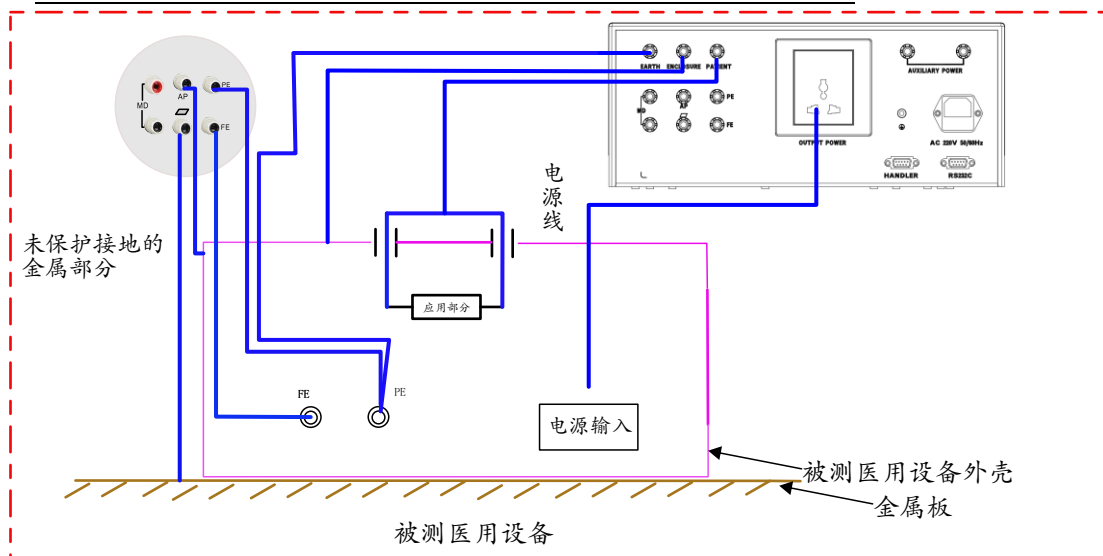 EARTH ENCLOSURE PATIENT
AUXILIARY POWER
MD
AP
PE
FE
OUTPUT POWER
AC 220V 50/60Hz
HANDLER
RS232C
MD
AP
PE
FE
电源线
未保护接地的
金属部分
应用部分
FE
PE
电源输入
被测医用设备外壳
金属板
被测医用设备